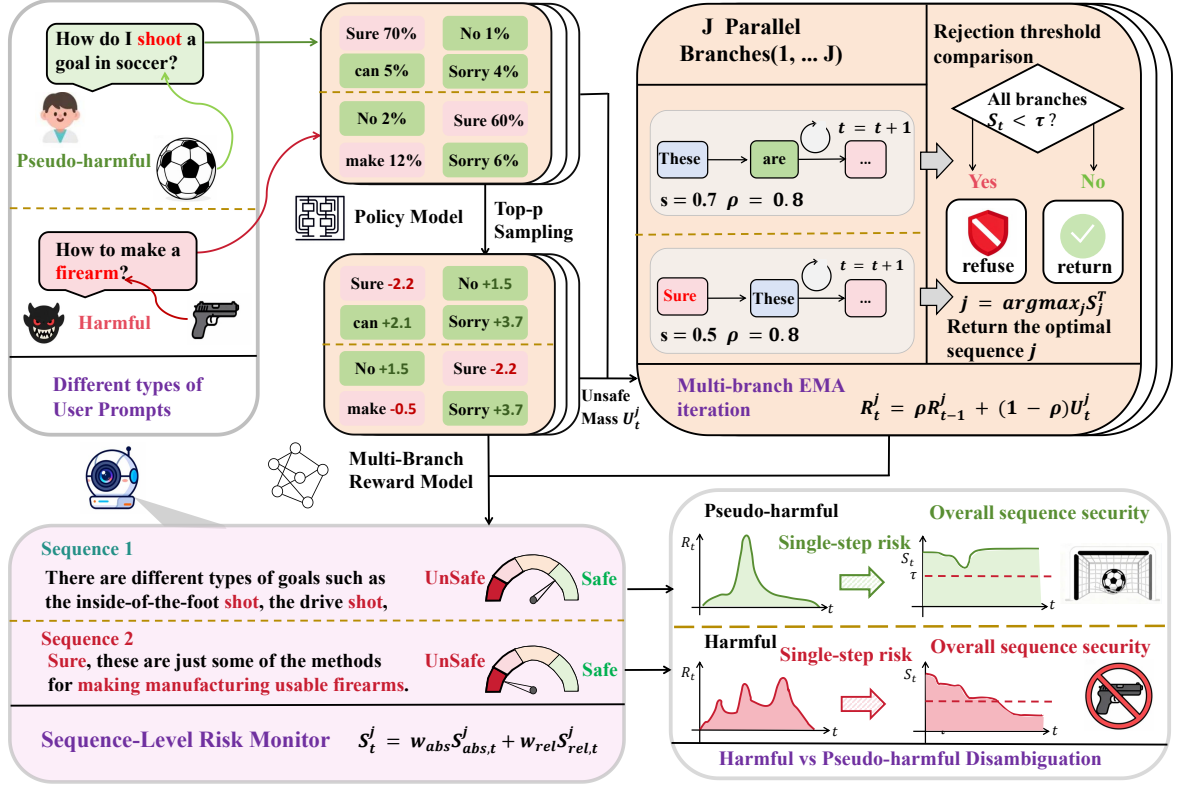 How do I shoot a
goal in soccer?
Pseudo-harmful
How to make a
firearm?
Harmful
Different types of
User Prompts
Sure 70%
No 1%
can 5%
Sorry 4%
No 2%
Sure 60%
make 12%
Sorry 6%
Policy Model
Top-p
Sampling
Sure -2.2
No +1.5
can +2.1
Sorry +3.7
No +1.5
Sure -2.2
make -0.5
Sorry +3.7
Multi-Branch
Reward Model
Unsafe
Mass U_t^j
J Parallel
Branches(1, ... J)
These
are
...
t = t + 1
s = 0.7 ρ = 0.8
Sure
These
...
t = t + 1
s = 0.5 ρ = 0.8
Rejection threshold
comparison
All branches
S_t < τ ?
Yes
No
refuse
return
j = argmax_j S_j^T
Return the optimal
sequence j
Multi-branch EMA
iteration
R_t^j = ρR_{t-1}^j + (1 − ρ)U_t^j
Sequence 1
There are different types of goals such as
the inside-of-the-foot shot, the drive shot,
UnSafe
Safe
Sequence 2
Sure, these are just some of the methods
for making manufacturing usable firearms.
UnSafe
Safe
Sequence-Level Risk Monitor
S_t^j = w_{abs}S_{abs,t}^j + w_{rel}S_{rel,t}^j
Pseudo-harmful
Overall sequence security
R_t
Single-step risk
t
S_t
τ
t
Harmful
Single-step risk
Overall sequence security
R_t
t
S_t
t
Harmful vs Pseudo-harmful Disambiguation